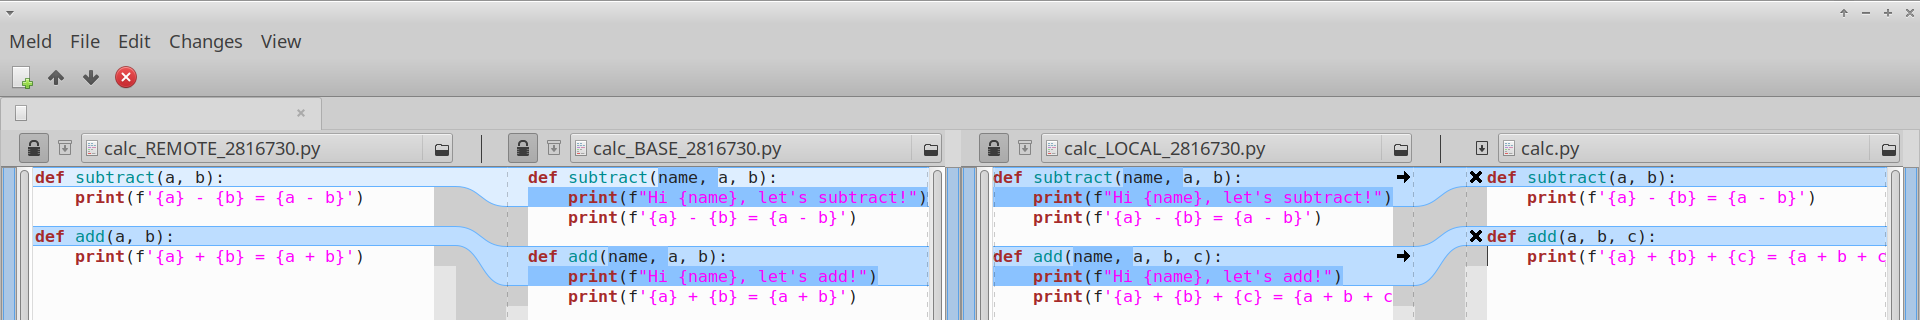 Meld File Edit Changes View
calc_REMOTE_2816730.py
def subtract(a, b):
    print(f'{a} - {b} = {a - b}')
def add(a, b):
    print(f'{a} + {b} = {a + b}')
calc_BASE_2816730.py
def subtract(name, a, b):
    print(f"Hi {name}, let's subtract!")
    print(f'{a} - {b} = {a - b}')
def add(name, a, b):
    print(f"Hi {name}, let's add!")
    print(f'{a} + {b} = {a + b}')
calc_LOCAL_2816730.py
def subtract(name, a, b):
    print(f"Hi {name}, let's subtract!")
    print(f'{a} - {b} = {a - b}')
def add(name, a, b, c):
    print(f"Hi {name}, let's add!")
    print(f'{a} + {b} + {c} = {a + b + c
calc.py
def subtract(a, b):
    print(f'{a} - {b} = {a - b}')
def add(a, b, c):
    print(f'{a} + {b} + {c} = {a + b + c